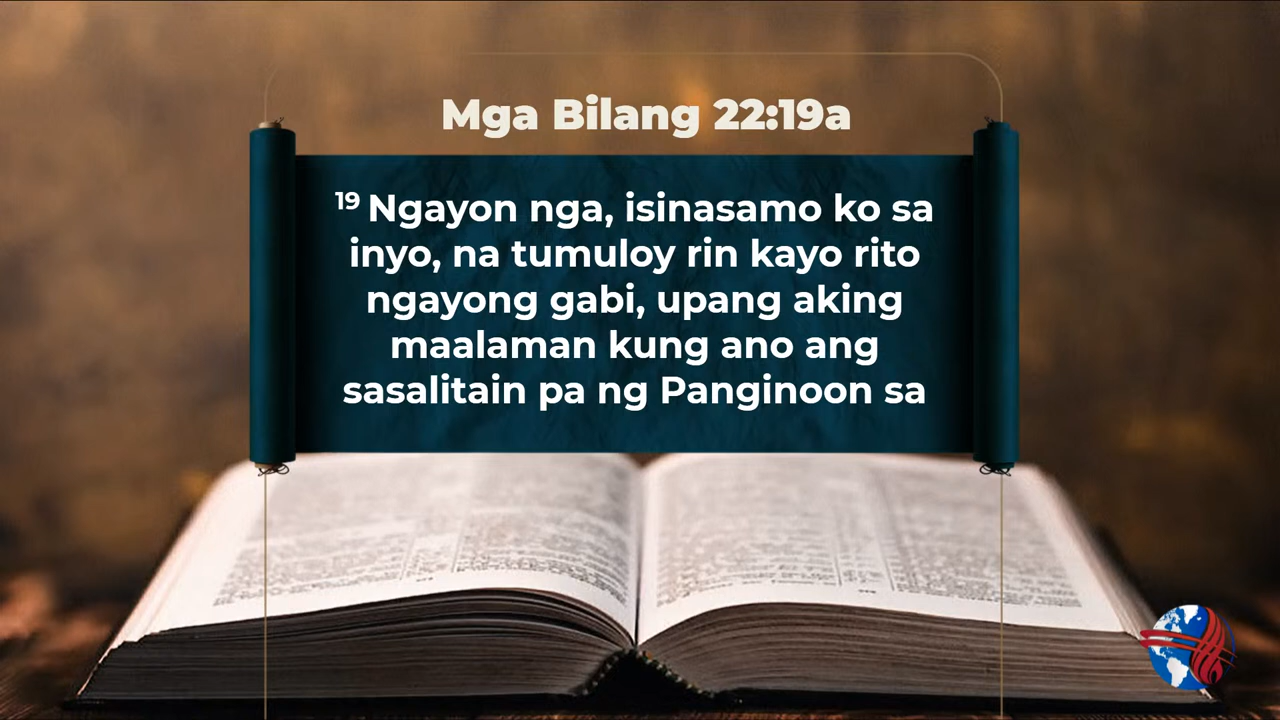 Mga Bilang 22:19a
19 Ngayon nga, isinasamo ko sa
inyo, na tumuloy rin kayo rito
ngayong gabi, upang aking
maalaman kung ano ang
sasalitain pa ng Panginoon sa